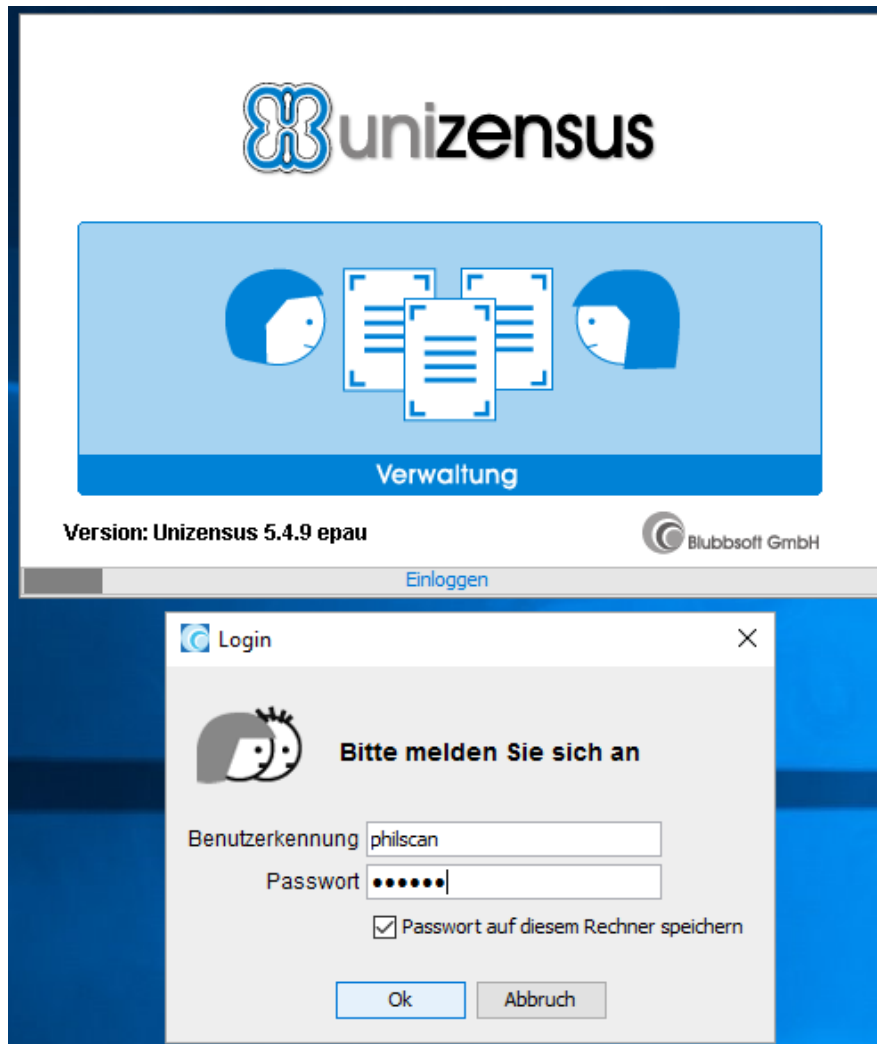 unizensus
Verwaltung
Version: Unizensus 5.4.9 epau
Blubbsoft GmbH
Einloggen
Login
Bitte melden Sie sich an
Benutzerkennung philscan
Passwort ••••••
Passwort auf diesem Rechner speichern
Ok Abbruch